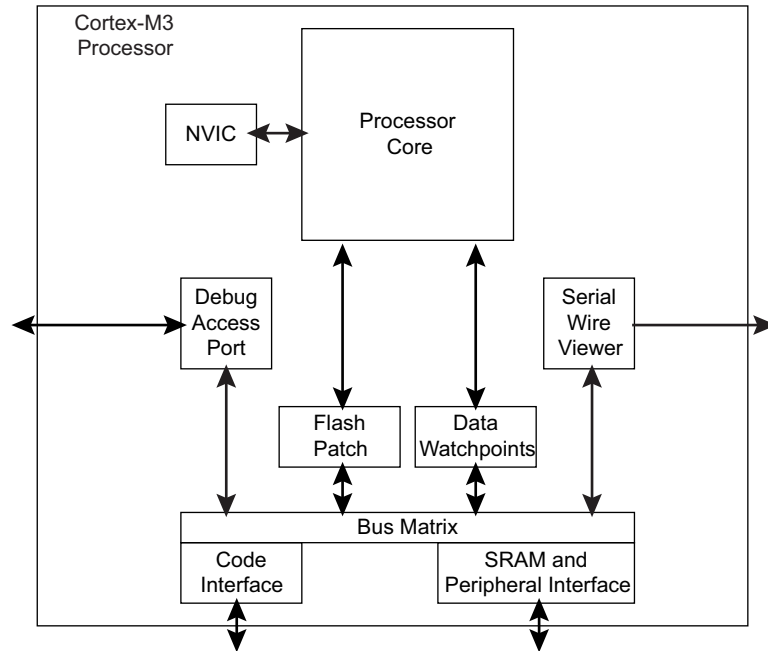 Cortex-M3
Processor
NVIC
Processor
Core
Debug
Access
Port
Serial
Wire
Viewer
Flash
Patch
Data
Watchpoints
Bus Matrix
Code
Interface
SRAM and
Peripheral Interface